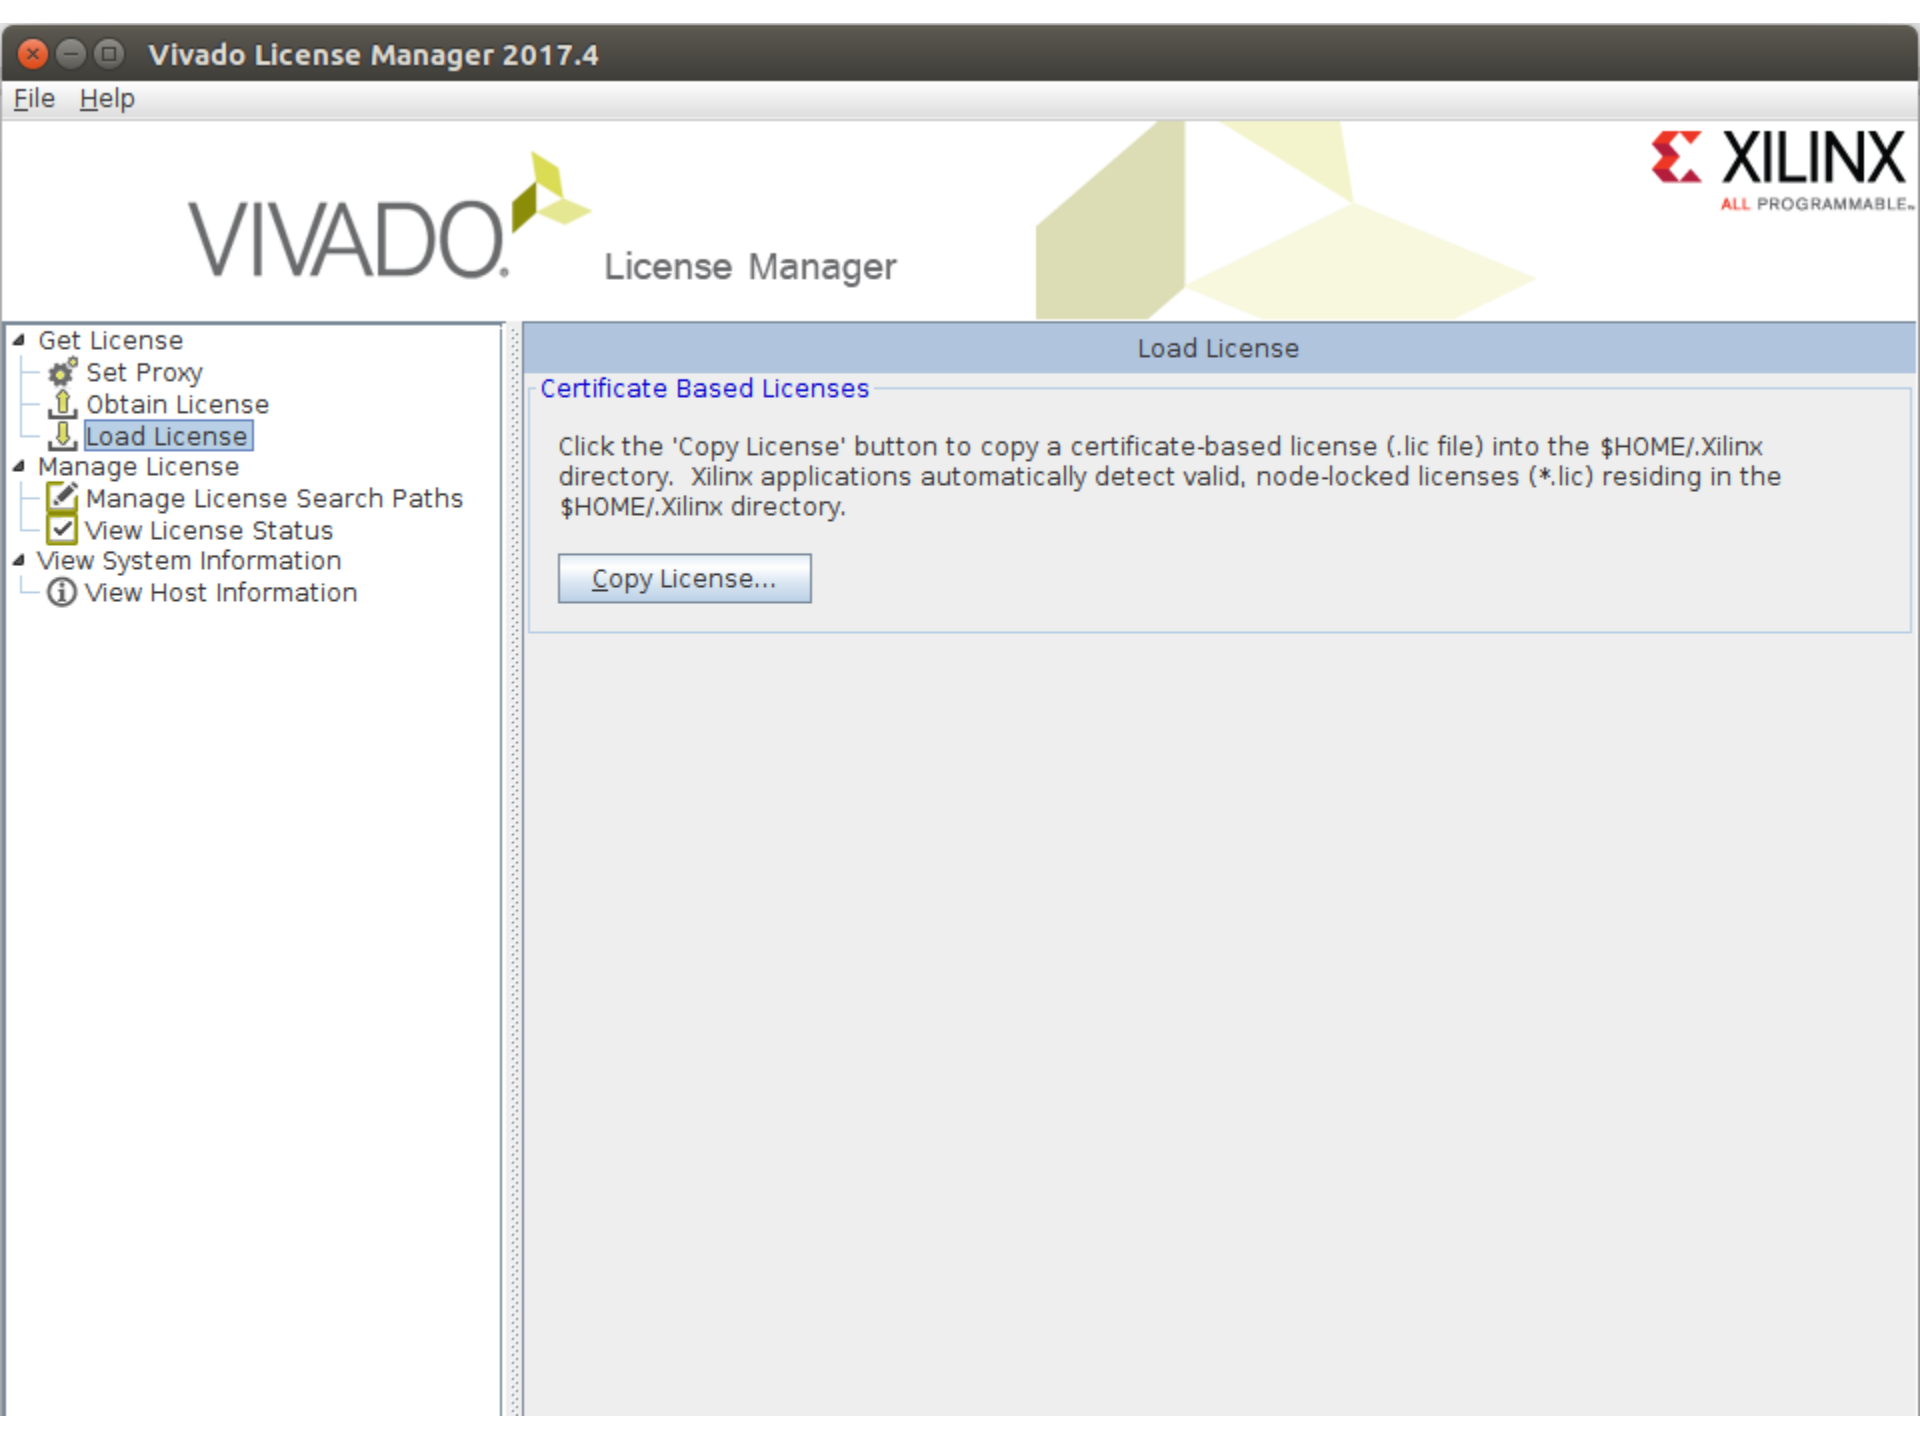 Vivado License Manager 2017.4
File Help
VIVADO.
License Manager
XILINX
ALL PROGRAMMABLE™
Get License
Set Proxy
Obtain License
Load License
Manage License
Manage License Search Paths
View License Status
View System Information
View Host Information
Load License
Certificate Based Licenses
Click the 'Copy License' button to copy a certificate-based license (.lic file) into the $HOME/.Xilinx
directory.  Xilinx applications automatically detect valid, node-locked licenses (*.lic) residing in the
$HOME/.Xilinx directory.
Copy License...